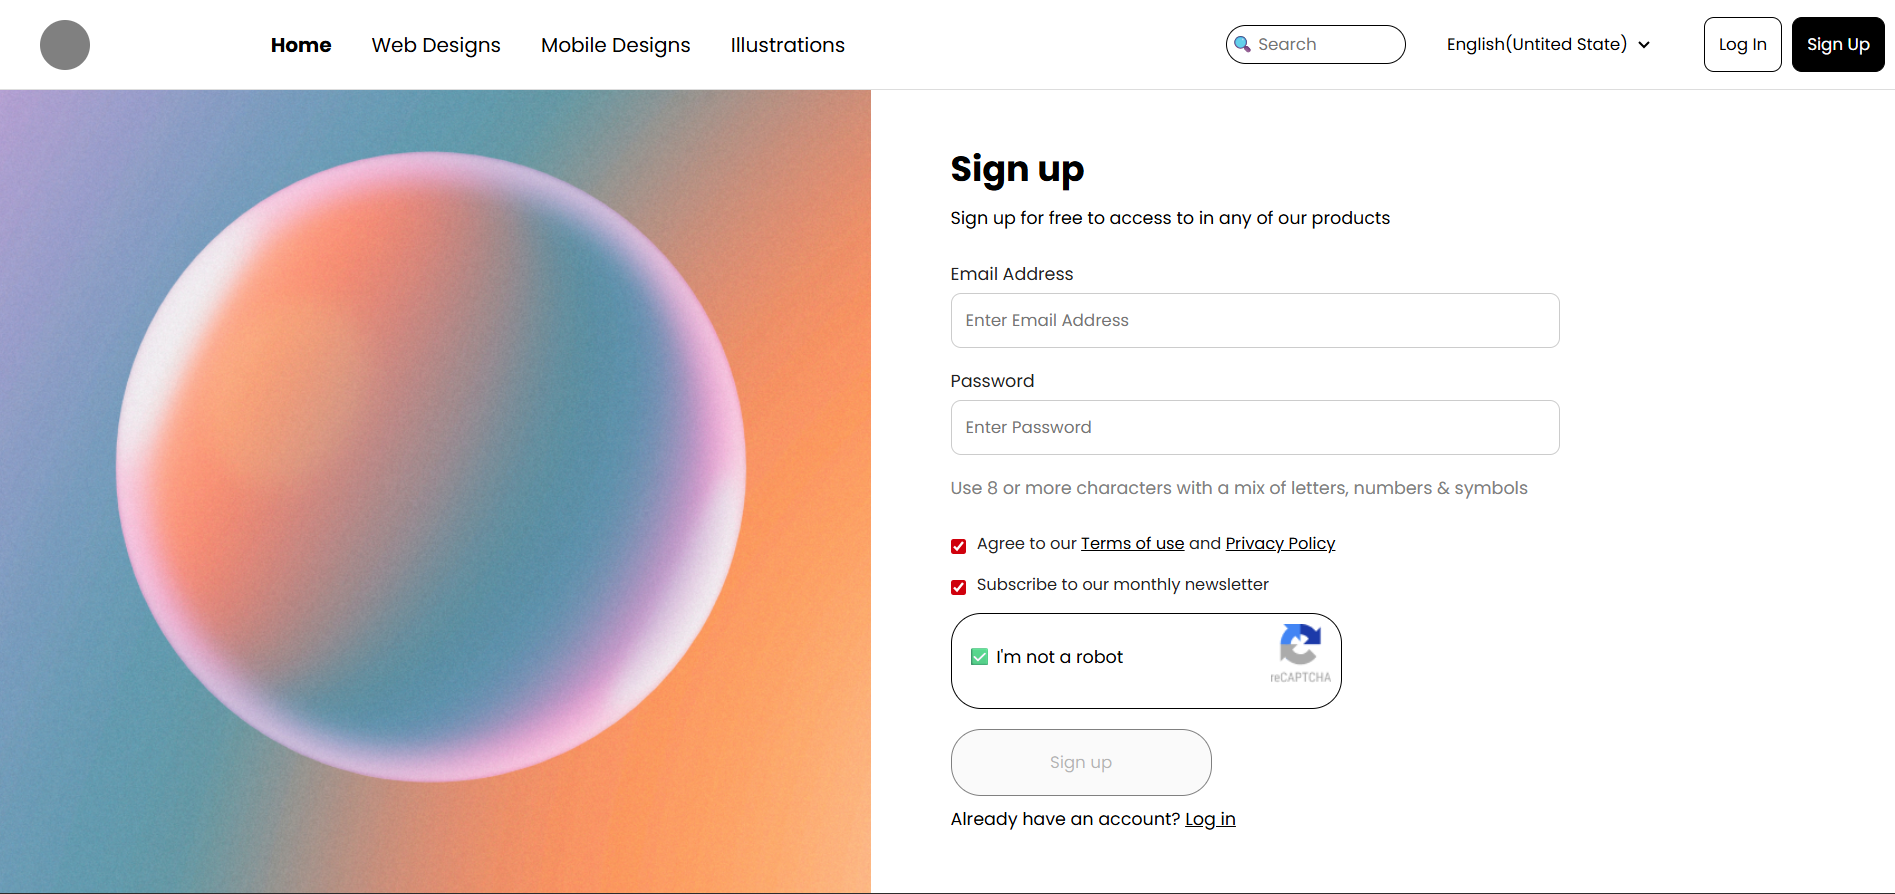 Home Web Designs Mobile Designs Illustrations Search English(Untited State) Log In Sign Up
Sign up
Sign up for free to access to in any of our products
Email Address
Enter Email Address
Password
Enter Password
Use 8 or more characters with a mix of letters, numbers & symbols
Agree to our Terms of use and Privacy Policy
Subscribe to our monthly newsletter
I'm not a robot
reCAPTCHA
Sign up
Already have an account? Log in